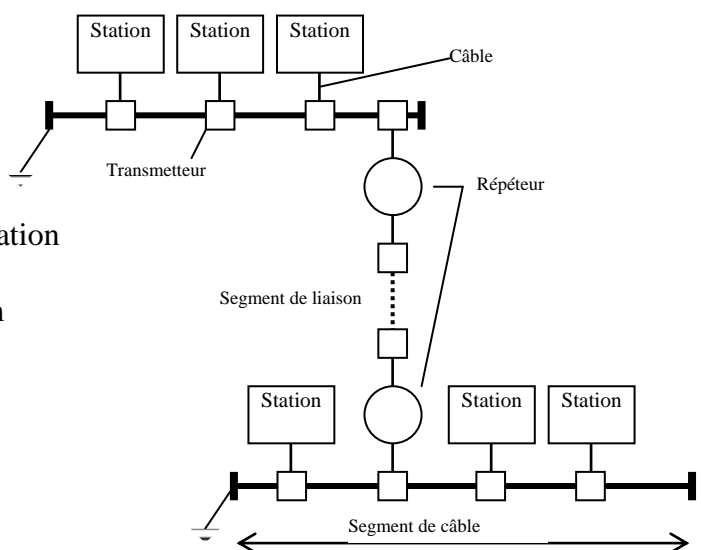 Station Station Station
Câble
Transmetteur
Répéteur
ation
Segment de liaison
n
Station Station Station
Segment de câble